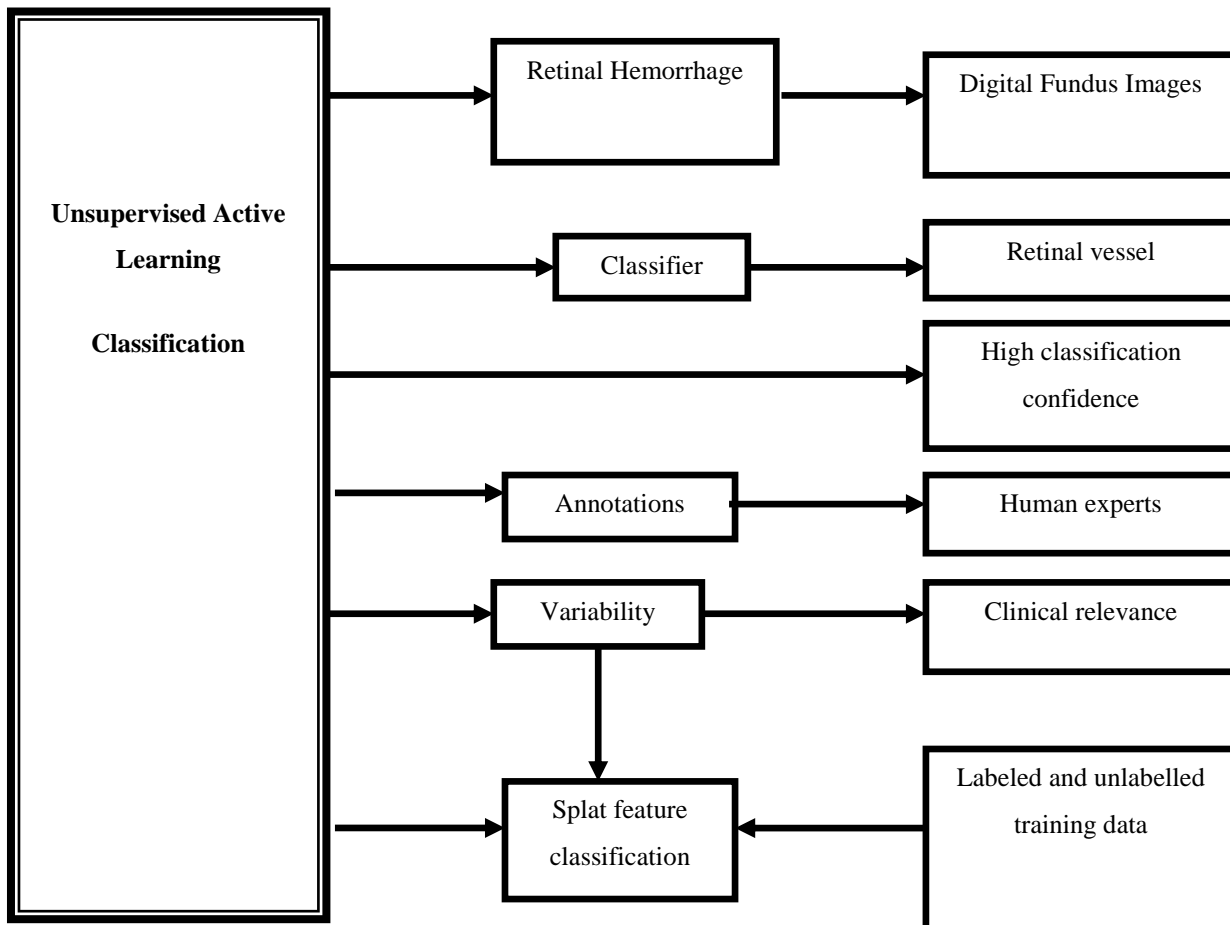 Unsupervised Active
Learning
Classification
Retinal Hemorrhage
Digital Fundus Images
Classifier
Retinal vessel
High classification
confidence
Annotations
Human experts
Variability
Clinical relevance
Splat feature
classification
Labeled and unlabelled
training data